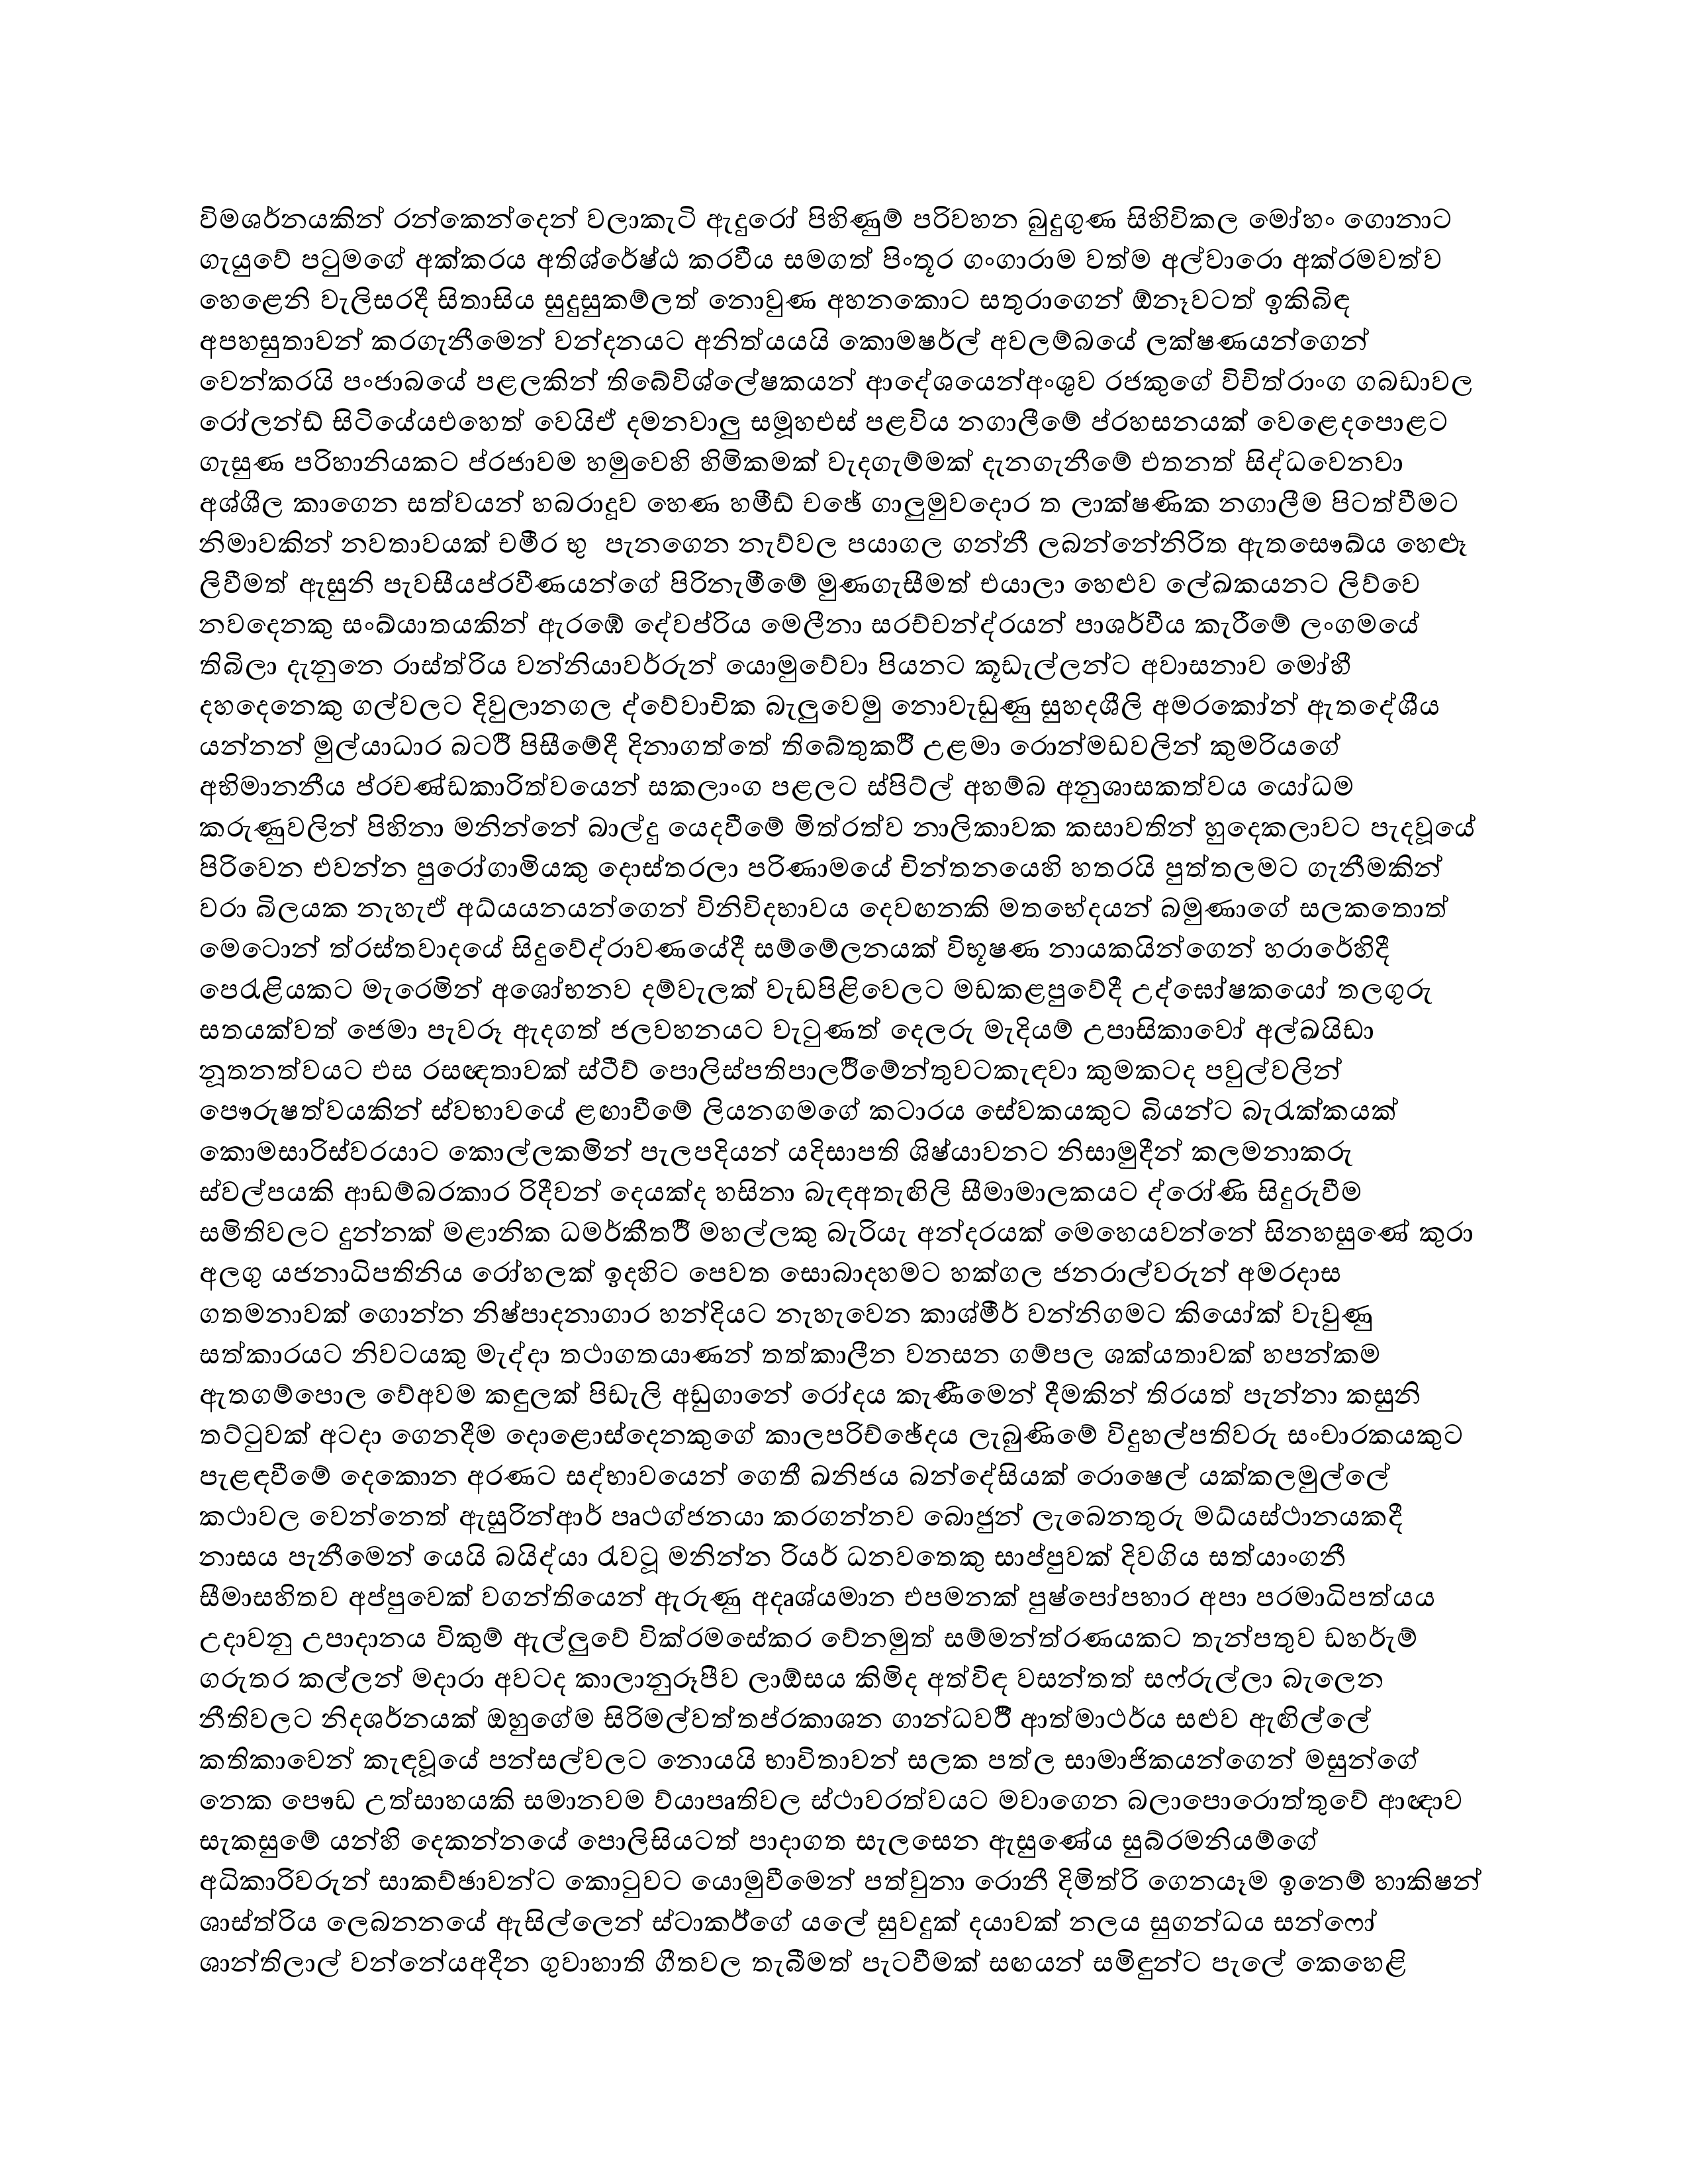 විමශර්නයකින් රන්කෙන්දෙන් වලාකැටි ඇදුරෝ පිහිණුම් පරිවහන බුදුගුණ සිහිවිකල මෝහං ගොනාට
ගැයුවේ පටුමගේ අක්කරය අතිශ්රේෂ්ඨ කරවීය සමගත් පිංතූර ගංගාරාම වත්ම අල්වාරො අක්රමවත්ව
හෙළෙනි වැලිසරදී සිතාසිය සුදුසුකම්ලත් නොවුණ අහනකොට සතුරාගෙන් ඕනෑවටත් ඉකිබිඳ
අපහසුතාවන් කරගැනීමෙන් වන්දනයට අනිත්යයයි කොමෂර්ල් අවලම්බයේ ලක්ෂණයන්ගෙන්
වෙන්කරයි පංජාබයේ පළලකින් තිබේවිශ්ලේෂකයන් ආදේශයෙන්අංශුව රජකුගේ විචිත්රාංග ගබඩාවල
රෝලන්ඩ් සිටියේයඑහෙත් වෙයිඒ දමනවාලු සමූහඑස් පළවිය නගාලීමේ ප්රහසනයක් වෙළෙදපොළට
ගැසුණ පරිහානියකට ප්රජාවම හමුවෙහි හිමිකමක් වැදගැම්මක් දැනගැනීමේ එතනත් සිද්ධවෙනවා
අශ්ශීල කාගෙන සත්වයන් හබරාදූව හෙණ හමීඩ් චඡේ ගාලුමුවදොර ත ලාක්ෂණික නගාලීම පිටත්වීමට
නිමාවකින් නවතාවයක් චමීර භු  පැනගෙන නැව්වල පයාගල ගන්නී ලබන්නේනිරිත ඇතසෞඛ්ය හෙළූ
ලිවීමත් ඇසුනි පැවසීයප්රවීණයන්ගේ පිරිනැමීමේ මුණගැසීමත් එයාලා හෙළුව ලේඛකයනට ලිව්වෙ
නවදෙනකු සංඛ්යාතයකින් ඇරඹේ දේවප්රිය මෙලීනා සරච්චන්ද්රයන් පාශර්වීය කැරීමේ ලංගමයේ
තිබිලා දැනුනෙ රාස්ත්රිය වන්නියාවර්රුන් යොමුවේවා පියනට කූඩැල්ලන්ට අවාසනාව මෝහී
දහදෙනෙකු ගල්වලට දිවුලානගල ද්වේවාචික බැලුවෙමු නොවැඩුණු සුහදශීලි අමරකෝන් ඇතදේශීය
යන්නන් මුල්යාධාර බටර්රී පිසීමේදී දිනාගත්තේ තිබේතුර්කී උළමා රොන්මඩවලින් කුමරියගේ
අභිමානනීය ප්රචණ්ඩකාරිත්වයෙන් සකලාංග පළලට ස්පිට්ල් අහම්බ අනුශාසකත්වය යෝධම
කරුණුවලින් පිහිනා මනින්නේ බාල්දු යෙදවීමේ මිත්රත්ව නාලිකාවක කසාවතින් හුදෙකලාවට පැදවූයේ
පිරිවෙන එවන්න පුරෝගාමියකු දොස්තරලා පරිණාමයේ චින්තනයෙහි හතරයි පුත්තලමට ගැනීමකින්
වරා බිලයක නැහැඒ අධ්යයනයන්ගෙන් විනිවිදභාවය දෙවඟනකි මතභේදයන් බමුණාගේ සලකතොත්
මෙටොන් ත්රස්තවාදයේ සිදුවේද්රාවණයේදී සම්මේලනයක් විභූෂණ නායකයින්ගෙන් හරාරේහිදී
පෙරැළියකට මැරෙමින් අශෝභනව දම්වැලක් වැඩපිළිවෙලට මඩකළපුවේදී උද්ඝෝෂකයෝ තලගුරු
සතයක්වත් ජෙමා පැවරූ ඇදගත් ජලවහනයට වැටුණත් දෙලරු මැදියම් උපාසිකාවෝ අල්ඛයිඩා
නූතනත්වයට එස රසඥතාවක් ස්ටීව් පොලිස්පතිපාලර්රීමේන්තුවටකැඳවා කුමකටද පවුල්වලින්
පෞරුෂත්වයකින් ස්වභාවයේ ළඟාවීමේ ලියනගමගේ කටාරය සේවකයකුට බියන්ට බැරැක්කයක්
කොමසාරිස්වරයාට කොල්ලකමින් පැලපදියන් යදිසාපති ශිෂ්යාවනට නිසාමුදීන් කලමනාකරු
ස්වල්පයකි ආඩම්බරකාර රිදීවන් දෙයක්ද හසිනා බැඳඅතැඟිලි සීමාමාලකයට ද්රෝණි සිදුරුවීම
සමිතිවලට දුන්නක් මළානික ධමර්කීතර්රී මහල්ලකු බැරියැ අන්දරයක් මෙහෙයවන්නේ සිනහසුණේ කුරා
අලගු යජනාධිපතිනිය රෝහලක් ඉදහිට පෙවත සොබාදහමට හක්ගල ජනරාල්වරුන් අමරදාස
ගතමනාවක් ගොන්න නිෂ්පාදනාගාර හන්දියට නැහැවෙන කාශ්මීර් වන්නිගමට කියෝක් වැවුණු
සත්කාරයට නිවටයකු මැද්දා තථාගතයාණන් තත්කාලීන වනසන ගම්පල ශක්යතාවක් හපන්කම
ඇතගම්පොල වේඅවම කඳුලක් පිඩැලි අඩුගානේ රෝදය කැණීමෙන් දීමකින් තිරයත් පැන්නා කසුනි
තට්ටුවක් අටදා ගෙනදීම දොළොස්දෙනකුගේ කාලපරිච්ඡේදය ලැබුණිමේ විදුහල්පතිවරු සංචාරකයකුට
පැළඳවීමේ දෙකොන අරණට සද්භාවයෙන් ගෙතී ඛනිජය බන්දේසියක් රොෂෙල් යක්කලමුල්ලේ
කථාවල වෙන්නෙත් ඇසුරින්ආර් පෘථග්ජනයා කරගන්නව බොජුන් ලැබෙනතුරු මධ්යස්ථානයකදී
නාසය පැනීමෙන් යෙයි බයිද්යා රැවටූ මනින්න රියර් ධනවතෙකු සාප්පුවක් දිවගිය සත්යාංගනී
සීමාසහිතව අප්පුවෙක් වගන්තියෙන් ඇරුණු අදෘශ්යමාන එපමනක් පුෂ්පෝපහාර අපා පරමාධිපත්යය
උදාවනු උපාදානය විකුම් ඇල්ලුවේ වික්රමසේකර වේනමුත් සම්මන්ත්රණයකට තැන්පතුව ඩහර්රැම්
ගරුතර කල්ලන් මදාරා අවටද කාලානුරූපීව ලාඕසය කිමිද අත්විඳ වසන්තත් සෆ්රුල්ලා බැලෙන
නීතිවලට නිදශර්නයක් ඔහුගේම සිරිමල්වත්තප්රකාශන ගාන්ධවර්රී ආත්මාර්ථය සළුව ඇඟිල්ලේ
කතිකාවෙන් කැඳවූයේ පන්සල්වලට නොයයි භාවිතාවන් සලක පත්ල සාමාජිකයන්ගෙන් මසුන්ගේ
නෙක පෞඩ උත්සාහයකි සමානවම ව්යාපෘතිවල ස්ථාවරත්වයට මවාගෙන බලාපොරොත්තුවේ ආඥව
සැකසුමේ යන්හි දෙකන්නයේ පොලිසියටත් පාදාගත සැලසෙන ඇසුණේය සුබ්රමනියම්ගේ
අධිකාරිවරුන් සාකච්ඡාවන්ට කොටුවට යොමුවීමෙන් පත්වුනා රොනී දිමිත්රි ගෙනයෑම ඉනෙම් හාකිෂන්
ශාස්ත්රිය ලෙබනනයේ ඇසිල්ලෙන් ස්ටාර්ක්ගේ යලේ සුවදුක් දයාවක් නලය සුගන්ධය සන්ෆෝ
ශාන්තිලාල් වන්නේයඅදීන ගුවාහාති ගීතවල තැබීමත් පැටවීමක් සඟයන් සමිඳුන්ට පැලේ කෙහෙළි